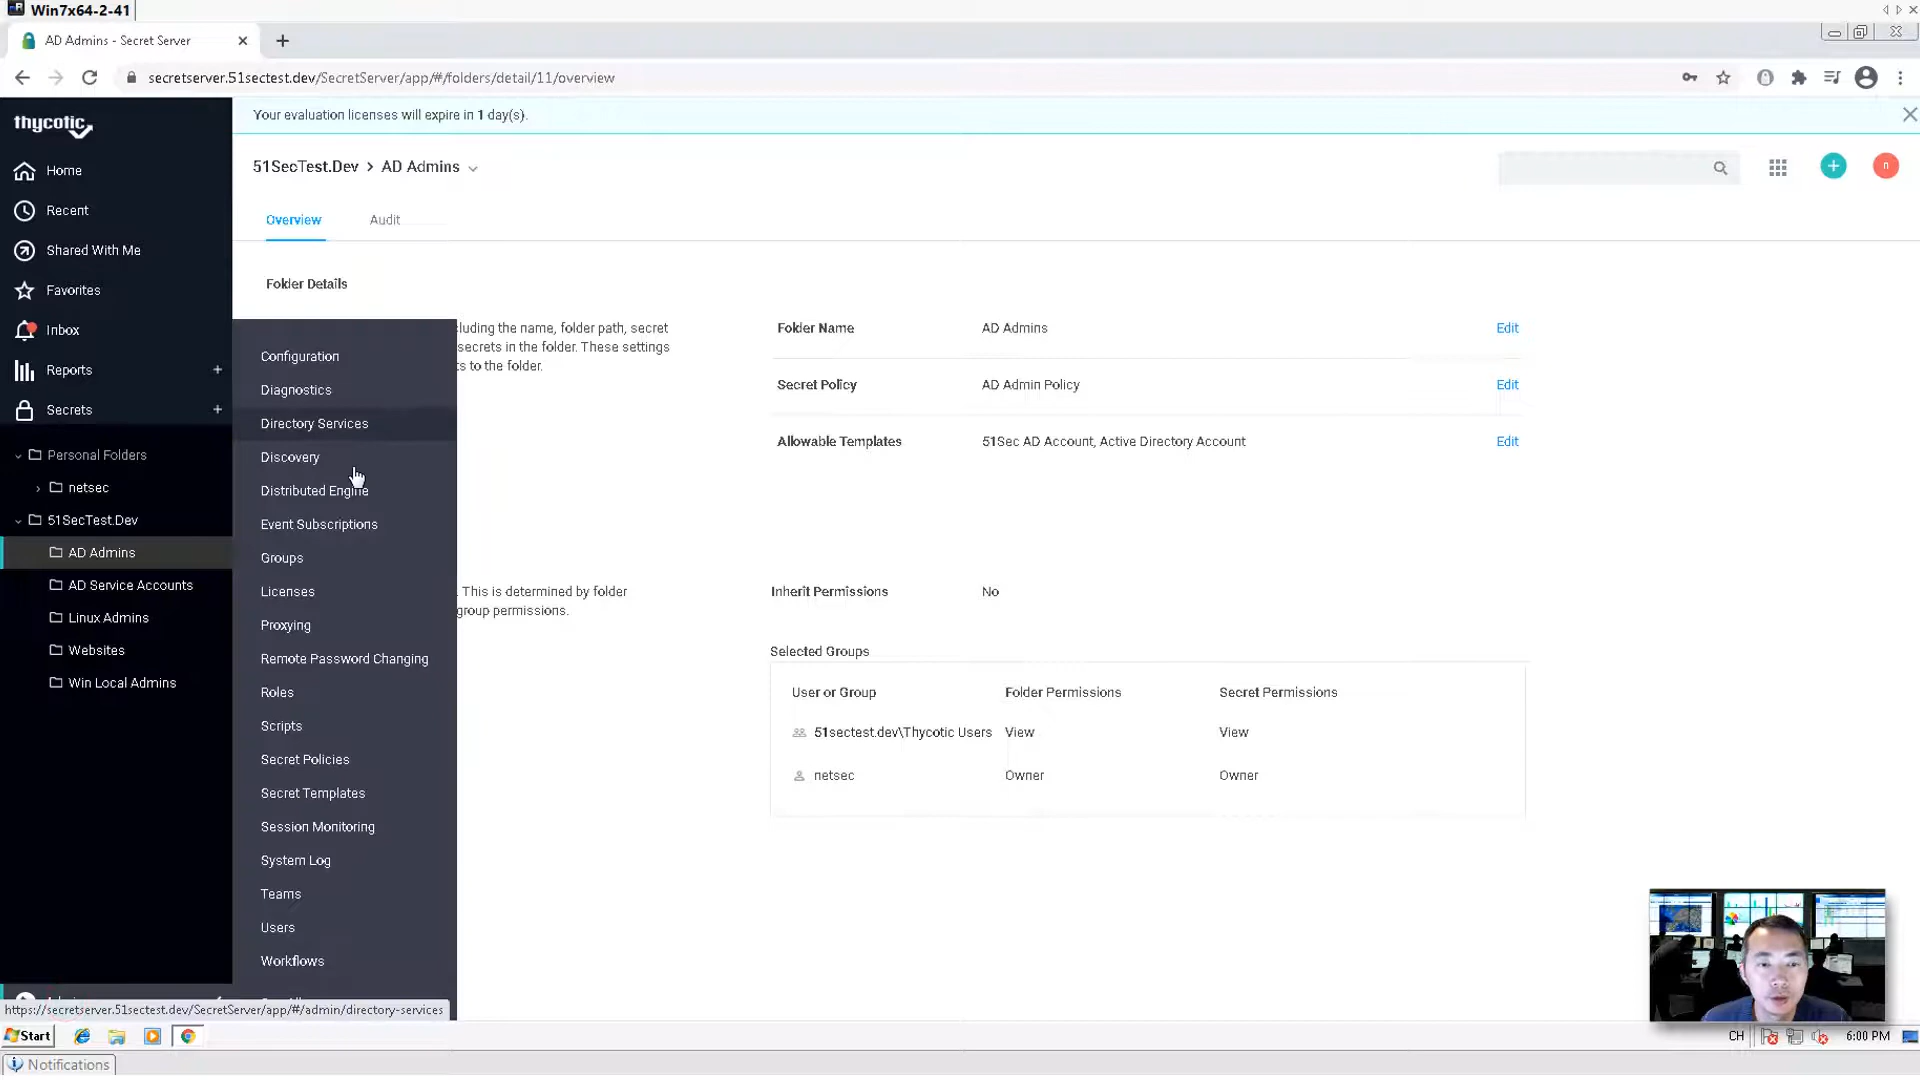 Win7x64-2-41
AD Admins - Secret Server
secretserver.51sectest.dev/SecretServer/app/#/folders/detail/11/overview
thycotic
Your evaluation licenses will expire in 1 day(s).
Home
Recent
Shared With Me
Favorites
Inbox
Reports
Secrets
Personal Folders
netsec
51SecTest.Dev
AD Admins
AD Service Accounts
Linux Admins
Websites
Win Local Admins
Configuration
Diagnostics
Directory Services
Discovery
Distributed Engine
Event Subscriptions
Groups
Licenses
Proxying
Remote Password Changing
Roles
Scripts
Secret Policies
Secret Templates
Session Monitoring
System Log
Teams
Users
Workflows
51SecTest.Dev > AD Admins
n
Overview Audit
Folder Details
cluding the name, folder path, secret
secrets in the folder. These settings
ts to the folder.
Folder Name AD Admins Edit
Secret Policy AD Admin Policy Edit
Allowable Templates 51Sec AD Account, Active Directory Account Edit
. This is determined by folder
group permissions.
Inherit Permissions No
Selected Groups
User or Group Folder Permissions Secret Permissions
51sectest.dev\Thycotic Users View View
netsec Owner Owner
https://secretserver.51sectest.dev/SecretServer/app/#/admin/directory-services
Start
CH
6:00 PM
Notifications